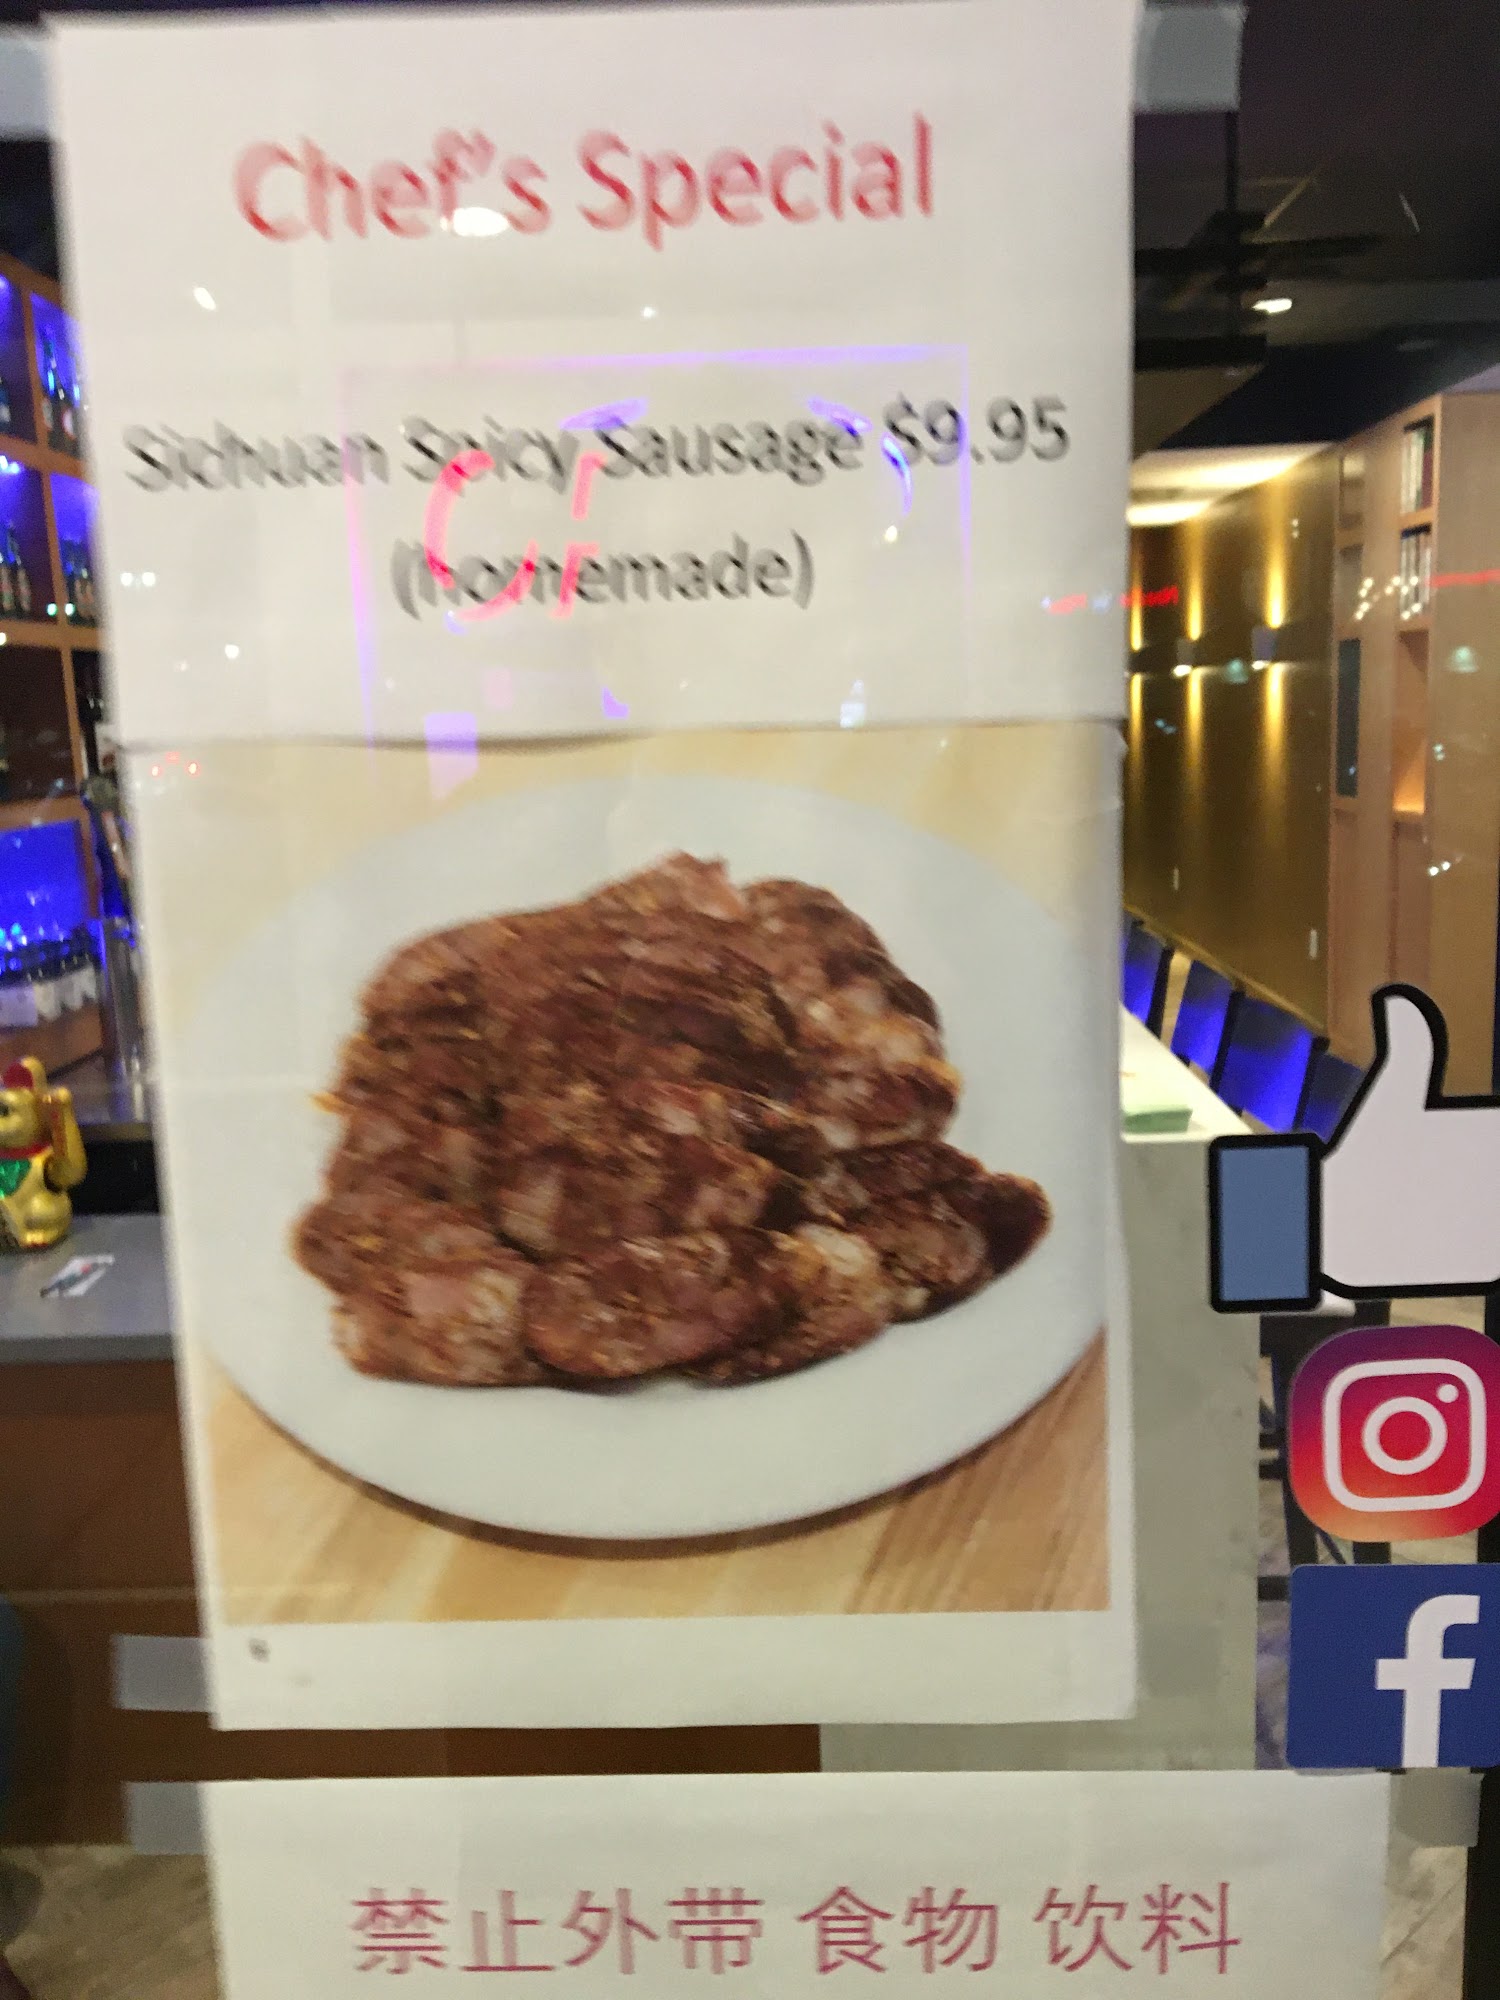 Chef's Special
Sichuan Spicy Sausage $9.95
(homemade)
禁止外带 食物 饮料